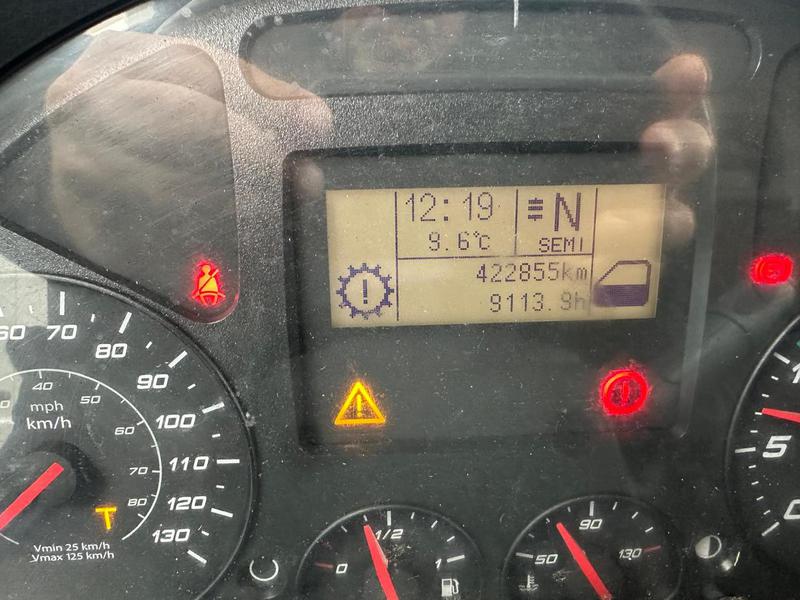 12:19
N
9.6°C
SEMI
422855km
9113.9h
60 70 80 90 100 110 120 130
40 50 60 70 80
mph
km/h
T
Vmin 25 km/h
Vmax 125 km/h
0 1/2 1
50 90 130
5
0